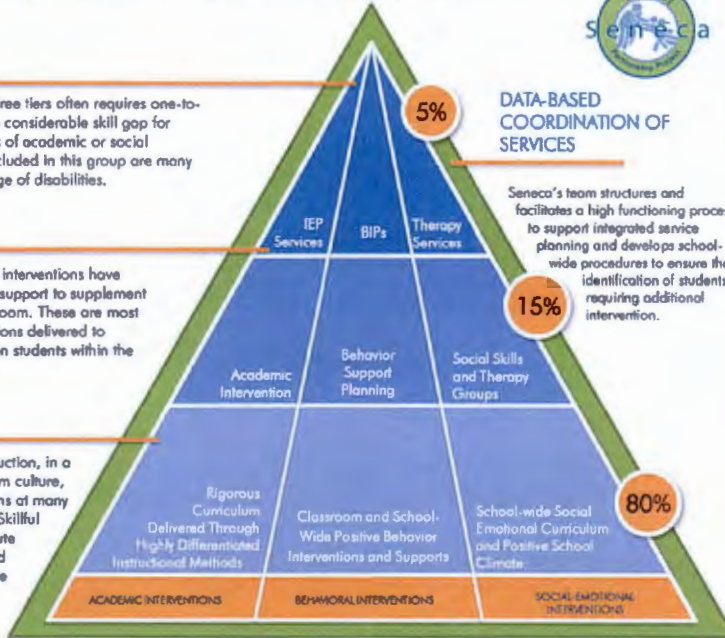 Seneca
ree tiers often requires one-to-
considerable skill gap for
s of academic or social
cluded in this group are many
ge of disabilities.
interventions have
support to supplement
oom. These are most
ons delivered to
n students within the
uction, in a
m culture,
ns at many
Skillful
ute
d
e
5%
IEP
Services
BIPs
Therapy
Services
15%
Academic
Intervention
Behavior
Support
Planning
Social Skills
and Therapy
Groups
80%
Rigorous
Curriculum
Delivered Through
Highly Differentiated
Instructional Methods
Classroom and School-
Wide Positive Behavior
Interventions and Supports
School-wide Social
Emotional Curriculum
and Positive School
Climate
ACADEMIC INTERVENTIONS
BEHAVIORAL INTERVENTIONS
SOCIAL-EMOTIONAL
INTERVENTIONS
DATA-BASED
COORDINATION OF
SERVICES
Seneca's team structures and
facilitates a high functioning proce
to support integrated service
planning and develops school-
wide procedures to ensure the
identification of students
requiring additional
intervention.